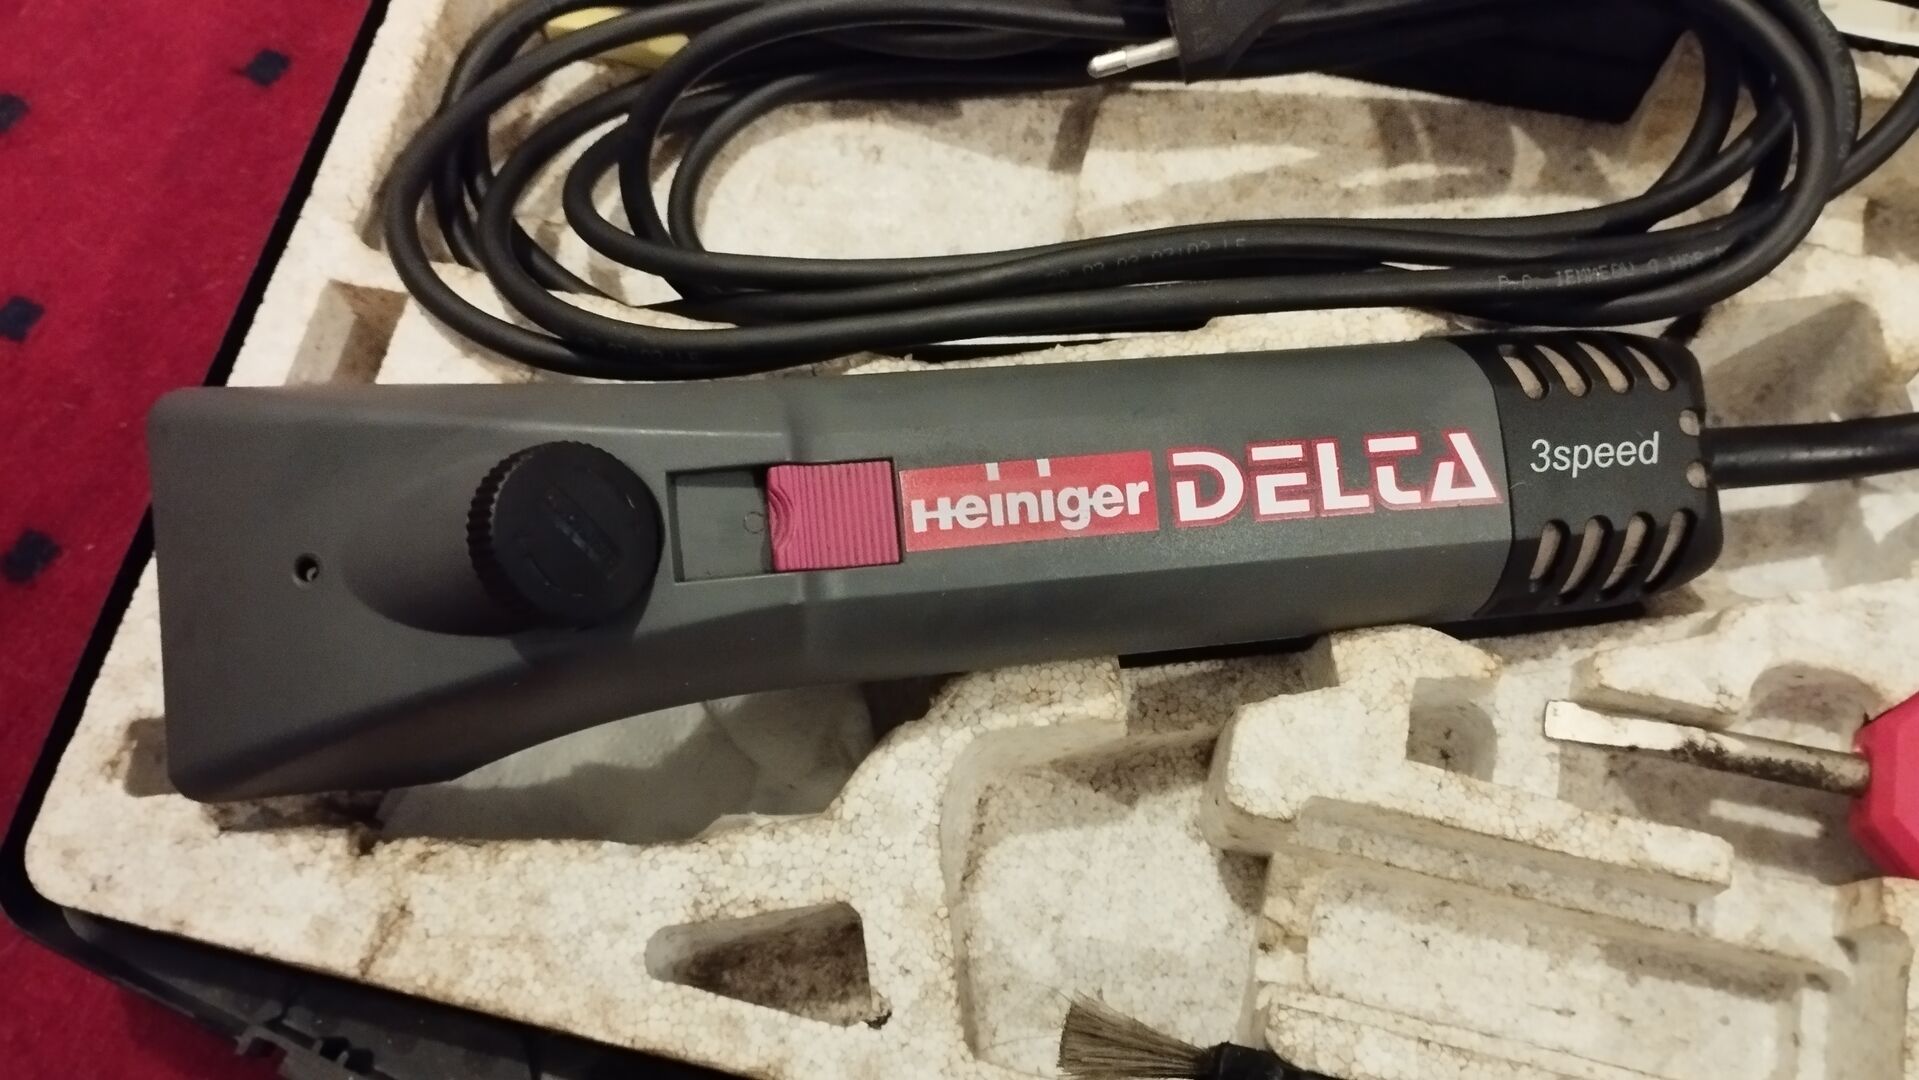 Heiniger DELTA
3speed